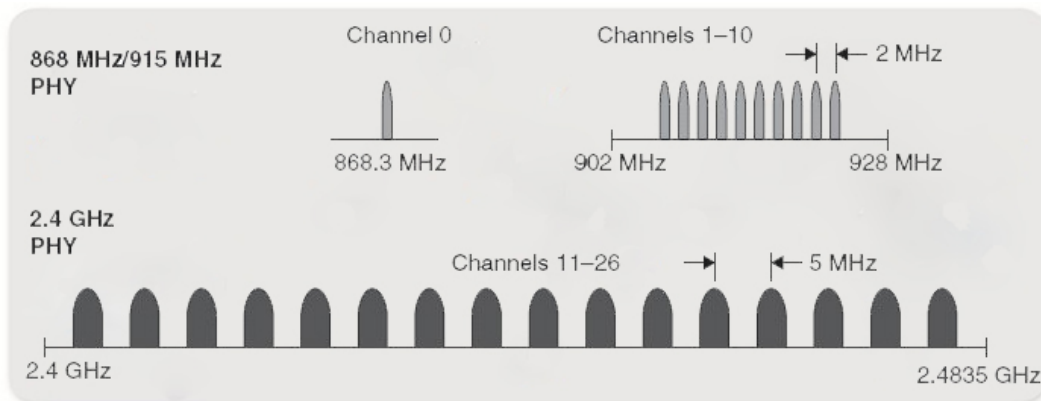 868 MHz/915 MHz
PHY
Channel 0
868.3 MHz
Channels 1–10
2 MHz
902 MHz
928 MHz
2.4 GHz
PHY
Channels 11–26
5 MHz
2.4 GHz
2.4835 GHz